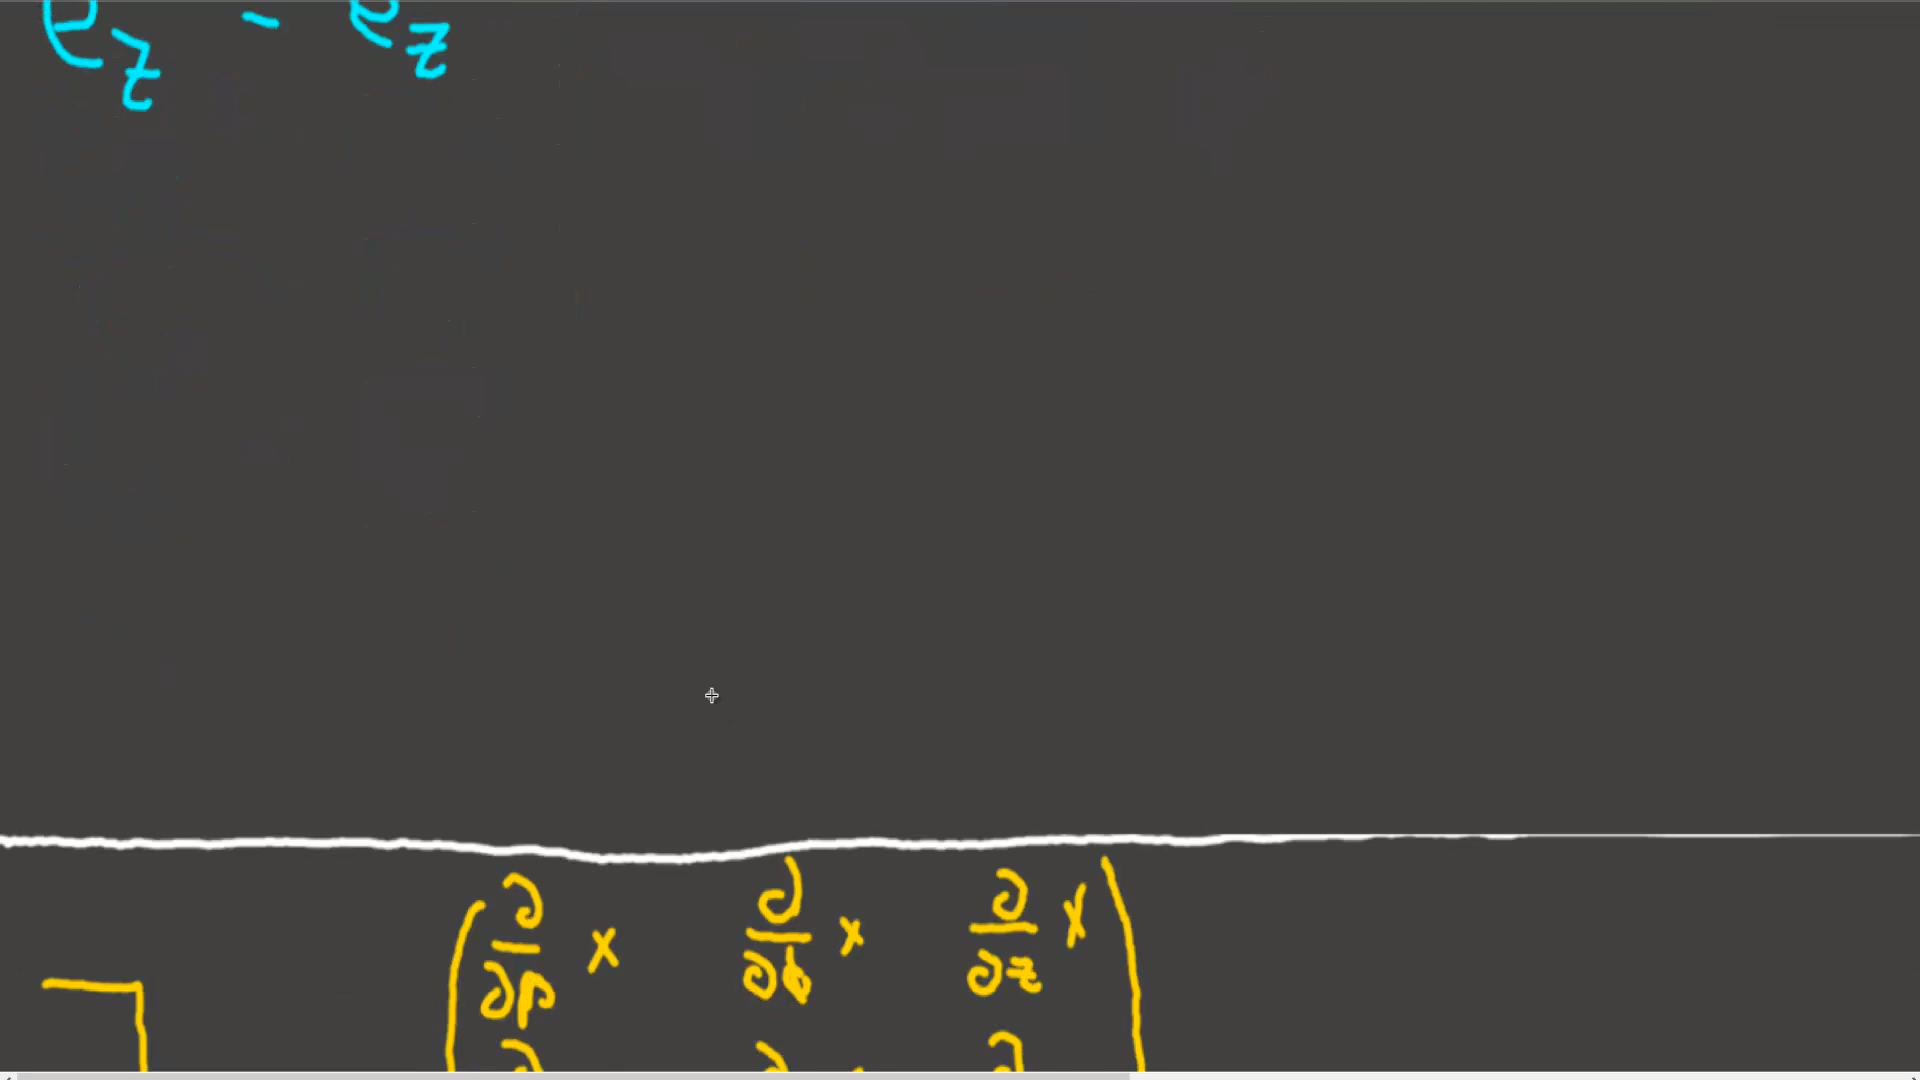 e_z - e_z
∂/∂ρ x ∂/∂ϕ x ∂/∂z x
∂ ∂ ∂